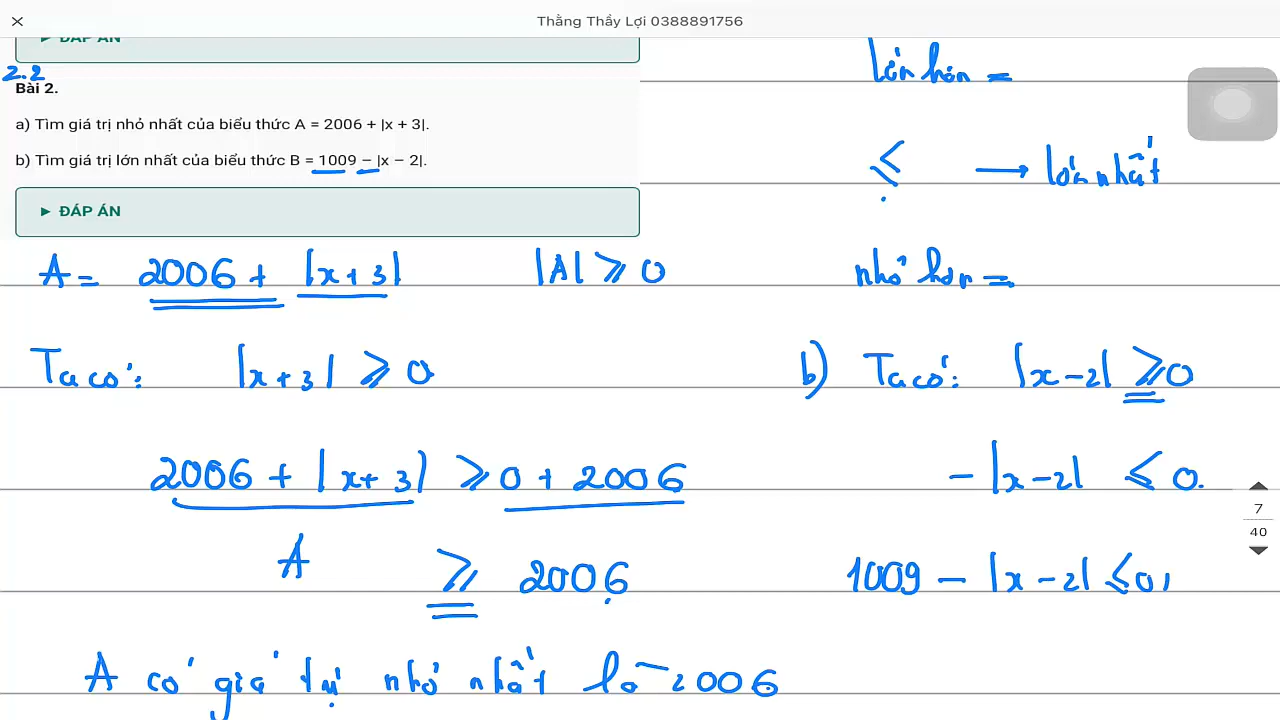 Thằng Thầy Lợi 0388891756
► ĐÁP ÁN
2.2
Bài 2.
a) Tìm giá trị nhỏ nhất của biểu thức A = 2006 + |x + 3|.
b) Tìm giá trị lớn nhất của biểu thức B = 1009 − |x − 2|.
► ĐÁP ÁN
A = 2006 + |x + 3| |A| ⩾ 0
Ta có: |x + 3| ⩾ 0
2006 + |x + 3| ⩾ 0 + 2006
A ⩾ 2006
A có giá trị nhỏ nhất là 2006
lớn hơn =
⩽ → lớn nhất
nhỏ hơn =
b) Ta có: |x − 2| ⩾ 0
− |x − 2| ⩽ 0.
1009 − |x − 2| ⩽ 0
7
40